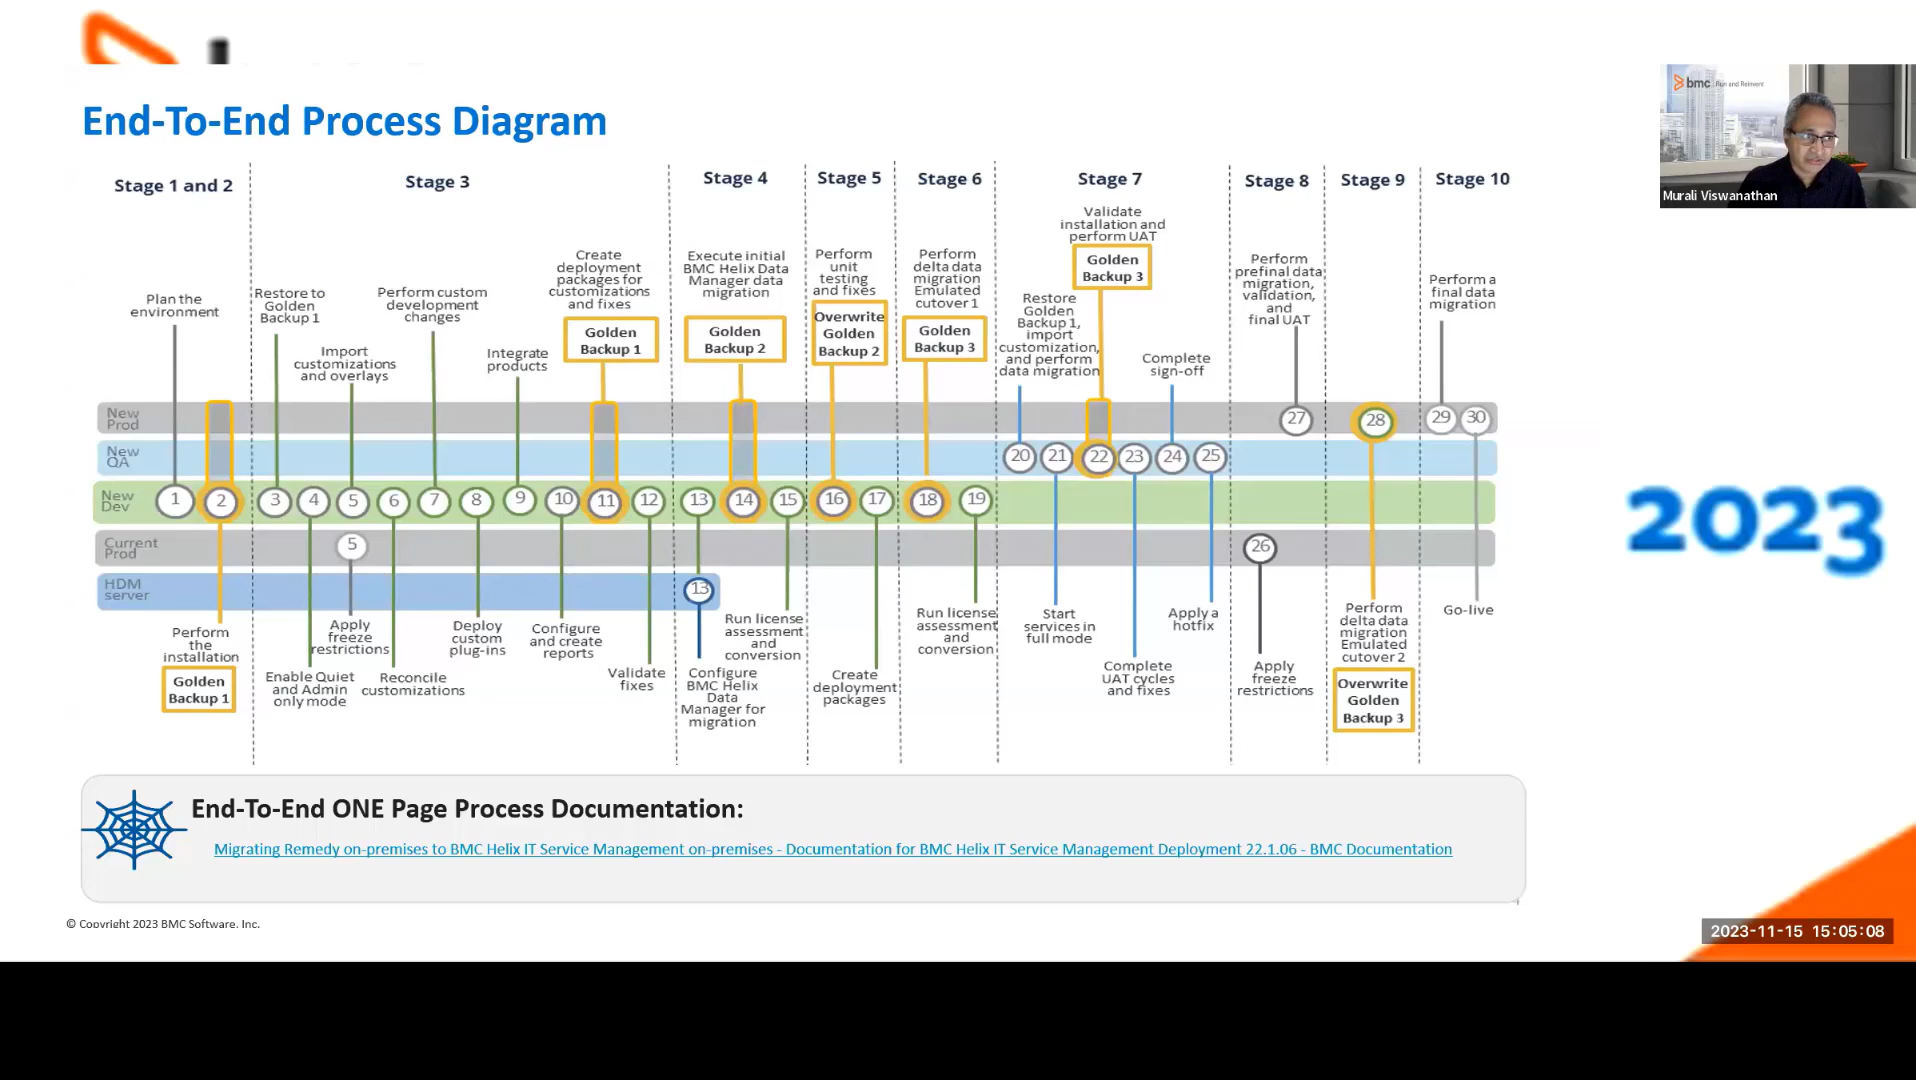 End-To-End Process Diagram
bmc Run and Reinvent
Murali Viswanathan
Stage 1 and 2
Stage 3
Stage 4
Stage 5
Stage 6
Stage 7
Stage 8
Stage 9
Stage 10
Plan the
environment
Restore to
Golden
Backup 1
Import
customizations
and overlays
Perform custom
development
changes
Integrate
products
Create
deployment
packages for
customizations
and fixes
Golden
Backup 1
Execute initial
BMC Helix Data
Manager data
migration
Golden
Backup 2
Perform
unit
testing
and fixes
Overwrite
Golden
Backup 2
Perform
delta data
migration
Emulated
cutover 1
Golden
Backup 3
Restore
Golden
Backup 1,
import
customization,
and perform
data migration
Validate
installation and
perform UAT
Golden
Backup 3
Complete
sign-off
Perform
prefinal data
migration,
validation,
and
final UAT
Perform a
final data
migration
New
Prod
27
28
29
30
New
QA
20
21
22
23
24
25
New
Dev
1
2
3
4
5
6
7
8
9
10
11
12
13
14
15
16
17
18
19
Current
Prod
5
26
HDM
server
13
Perform
the
installation
Golden
Backup 1
Enable Quiet
and Admin
only mode
Apply
freeze
restrictions
Reconcile
customizations
Deploy
custom
plug-ins
Configure
and create
reports
Validate
fixes
Configure
BMC Helix
Data
Manager for
migration
Run license
assessment
and
conversion
Create
deployment
packages
Run license
assessment
and
conversion
Start
services in
full mode
Complete
UAT cycles
and fixes
Apply a
hotfix
Apply
freeze
restrictions
Perform
delta data
migration
Emulated
cutover 2
Overwrite
Golden
Backup 3
Go-live
2023
End-To-End ONE Page Process Documentation:
Migrating Remedy on-premises to BMC Helix IT Service Management on-premises - Documentation for BMC Helix IT Service Management Deployment 22.1.06 - BMC Documentation
© Copyright 2023 BMC Software, Inc.
2023-11-15 15:05:08